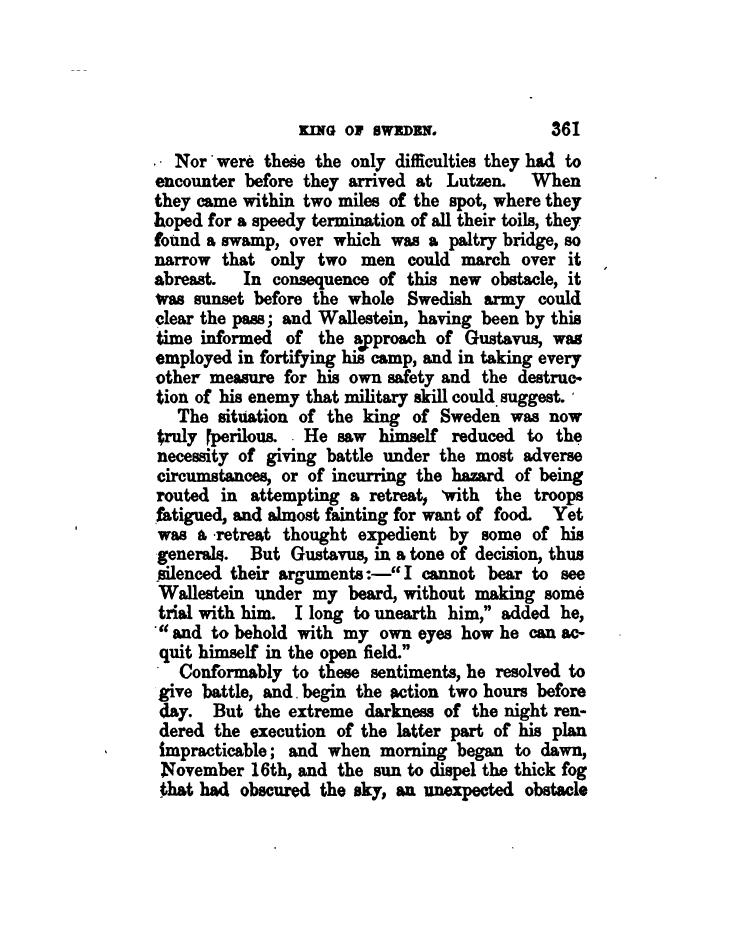 KING OF SWEDEN. 361
Nor were these the only difficulties they had to
encounter before they arrived at Lutzen. When
they came within two miles of the spot, where they
hoped for a speedy termination of all their toils, they
found a swamp, over which was a paltry bridge, so
narrow that only two men could march over it
abreast. In consequence of this new obstacle, it
was sunset before the whole Swedish army could
clear the pass; and Wallestein, having been by this
time informed of the approach of Gustavus, was
employed in fortifying his camp, and in taking every
other measure for his own safety and the destruc-
tion of his enemy that military skill could suggest.
The situation of the king of Sweden was now
truly perilous. He saw himself reduced to the
necessity of giving battle under the most adverse
circumstances, or of incurring the hazard of being
routed in attempting a retreat, with the troops
fatigued, and almost fainting for want of food. Yet
was a retreat thought expedient by some of his
generals. But Gustavus, in a tone of decision, thus
silenced their arguments:—"I cannot bear to see
Wallestein under my beard, without making some
trial with him. I long to unearth him," added he,
"and to behold with my own eyes how he can ac-
quit himself in the open field."
Conformably to these sentiments, he resolved to
give battle, and begin the action two hours before
day. But the extreme darkness of the night ren-
dered the execution of the latter part of his plan
impracticable; and when morning began to dawn,
November 16th, and the sun to dispel the thick fog
that had obscured the sky, an unexpected obstacle